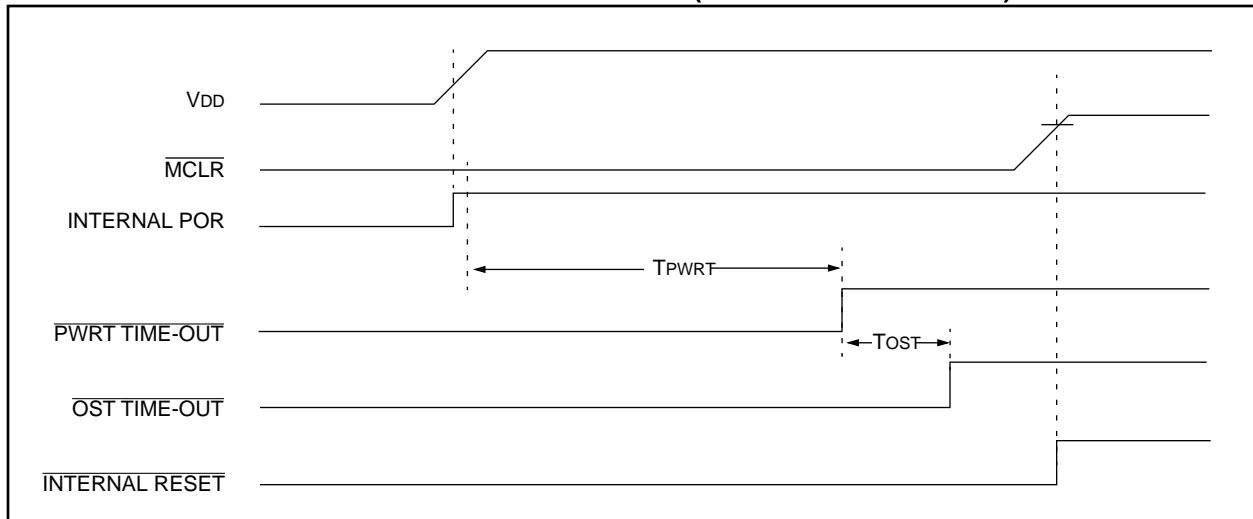 VDD
MCLR
INTERNAL POR
TPWRT
PWRT TIME-OUT
TOST
OST TIME-OUT
INTERNAL RESET